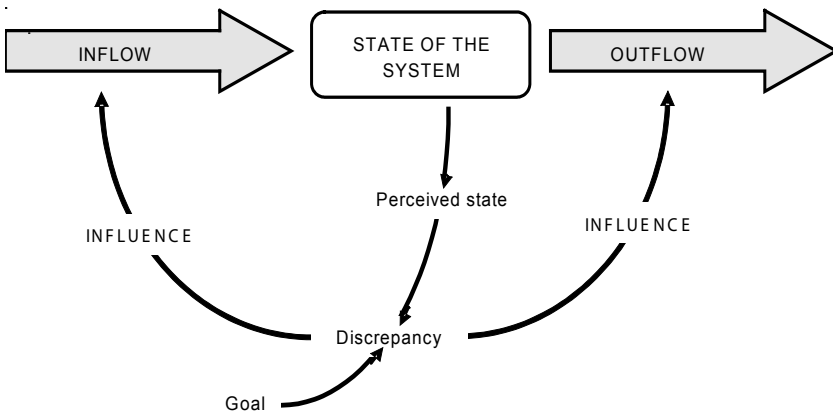 INFLOW
STATE OF THE
SYSTEM
OUTFLOW
Perceived state
INFLUENCE
INFLUENCE
Discrepancy
Goal